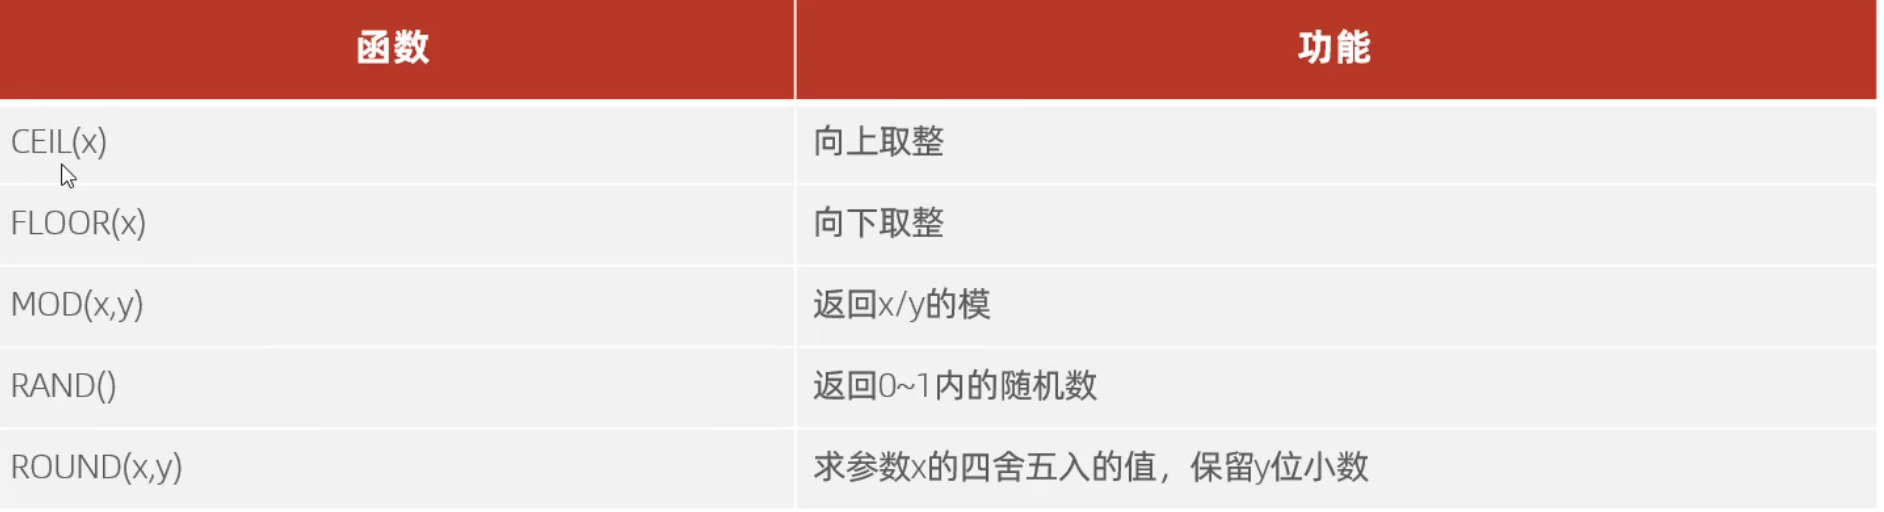 函数 功能
CEIL(x) 向上取整
FLOOR(x) 向下取整
MOD(x,y) 返回x/y的模
RAND() 返回0~1内的随机数
ROUND(x,y) 求参数x的四舍五入的值，保留y位小数